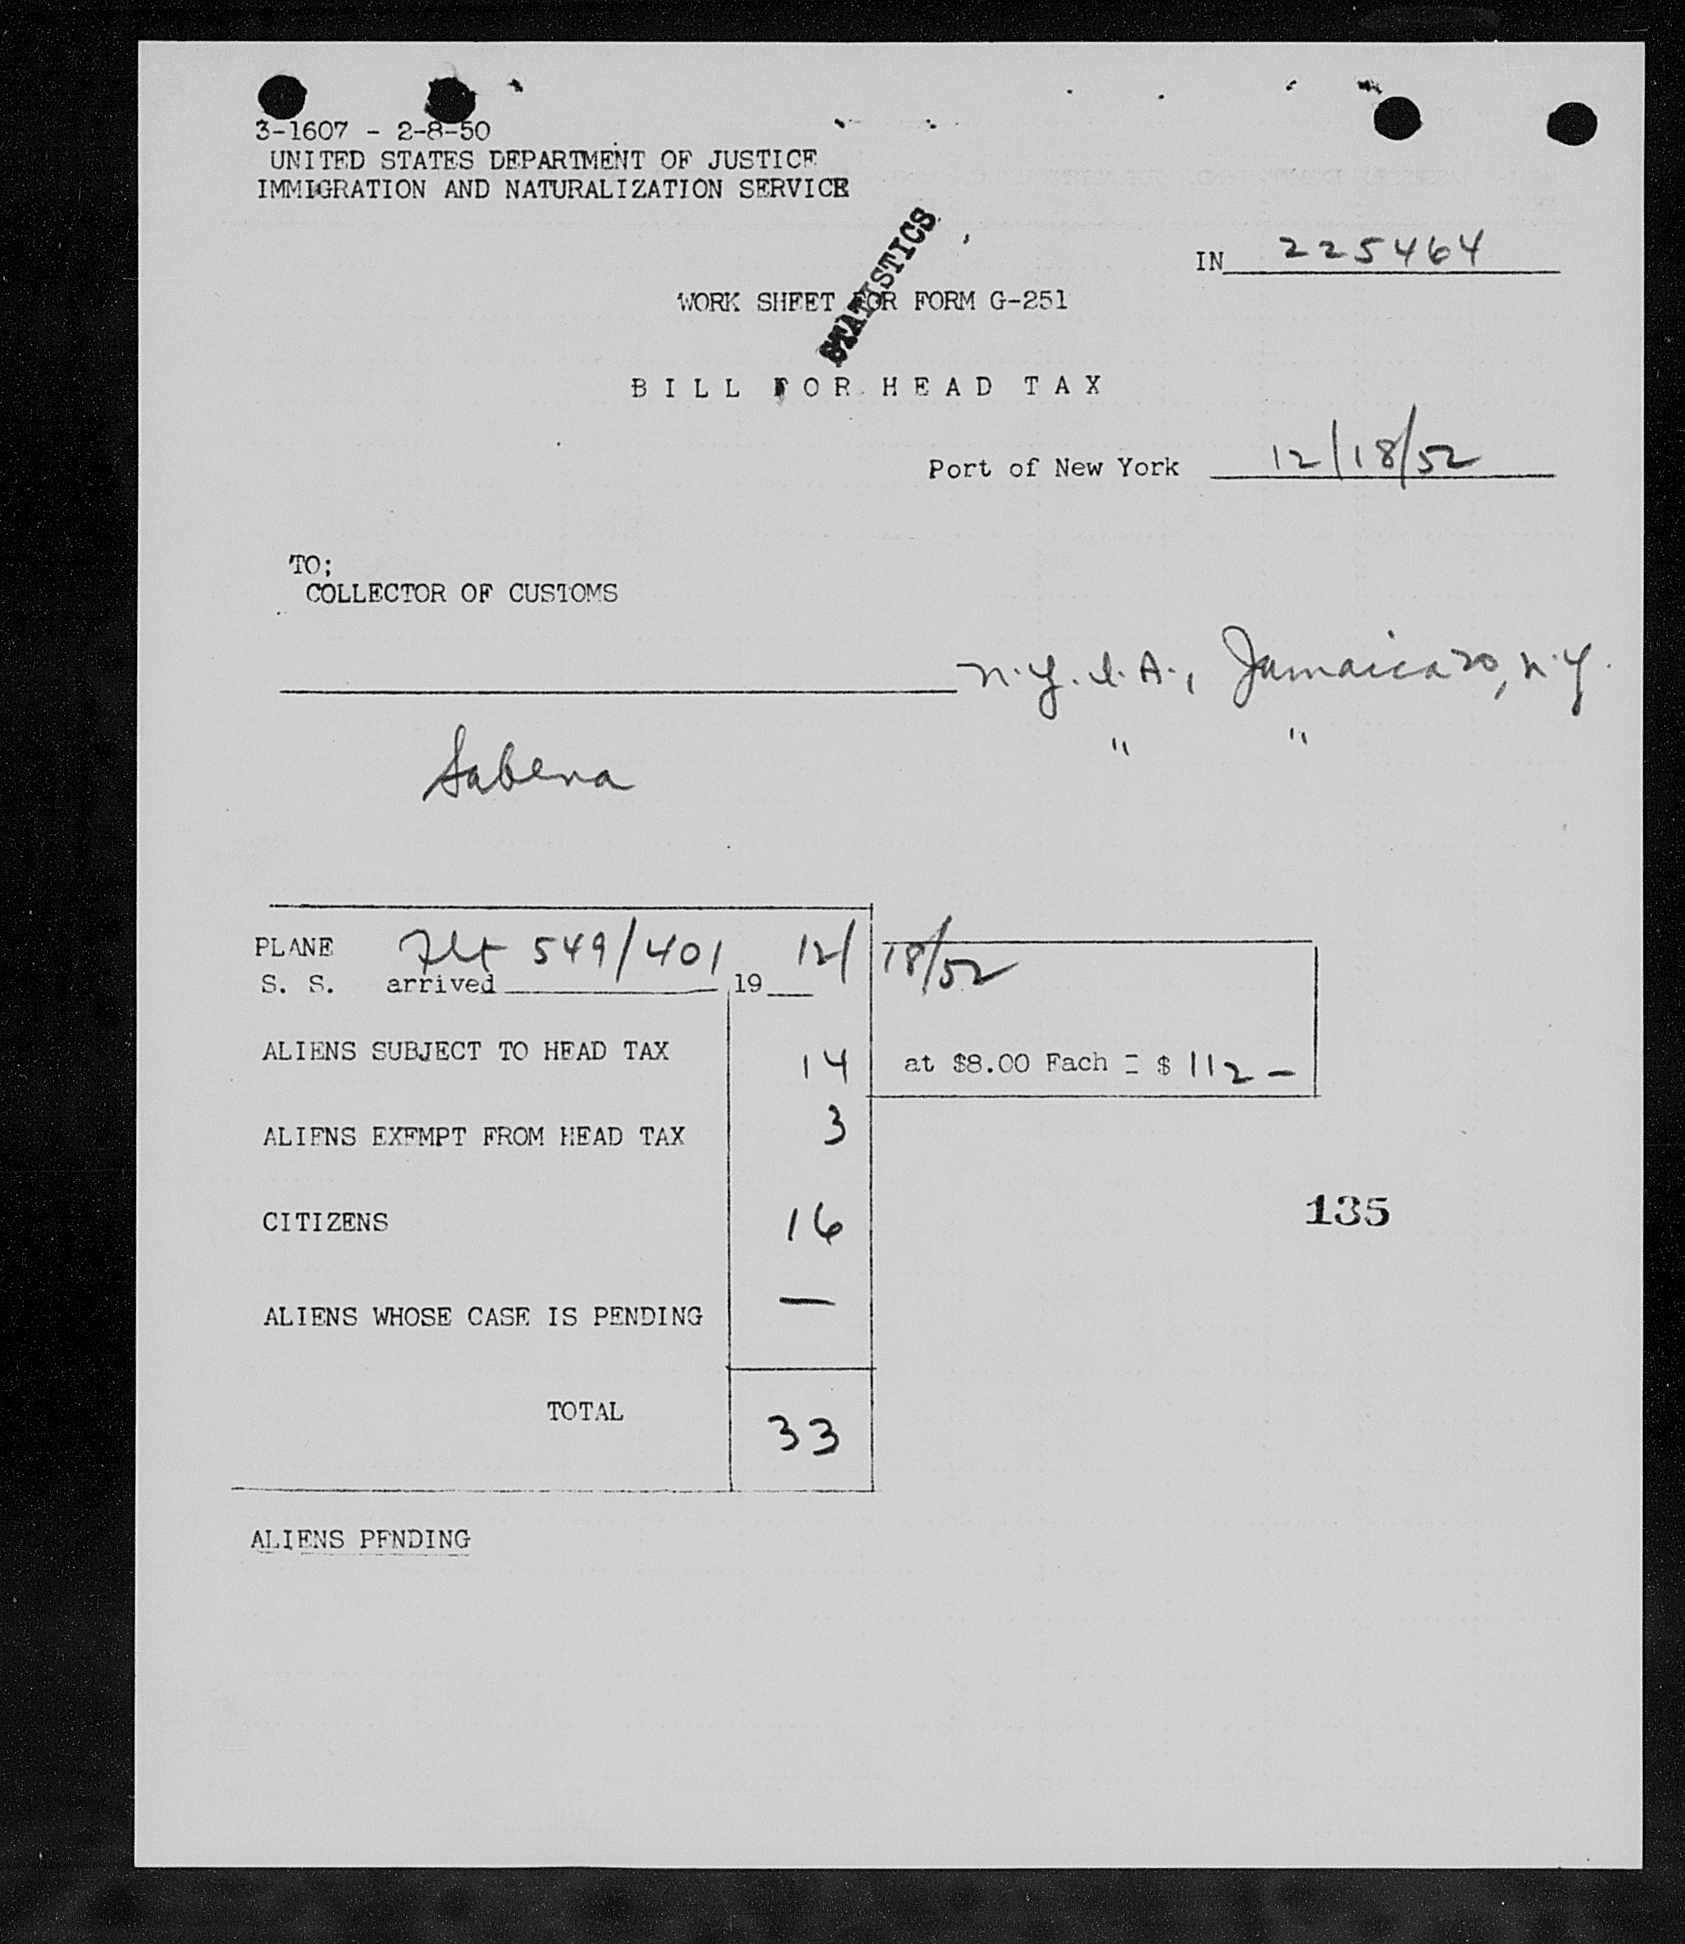 3-1607 - 2-8-50
UNITED STATES DEPARTMENT OF JUSTICE
IMMIGRATION AND NATURALIZATION SERVICE
STATISTICS
IN 225464
WORK SHEET FOR FORM G-251
BILL FOR HEAD TAX
Port of New York 12/18/52
TO;
COLLECTOR OF CUSTOMS
N.Y.I.A., Jamaica 30, N.Y.
" "
Sabena
PLANE Flt 549/401 12/18/52
S. S. arrived 19
ALIENS SUBJECT TO HEAD TAX 14 at $8.00 Each = $ 112 -
ALIENS EXEMPT FROM HEAD TAX 3
CITIZENS 16
135
ALIENS WHOSE CASE IS PENDING —
TOTAL 33
ALIENS PENDING